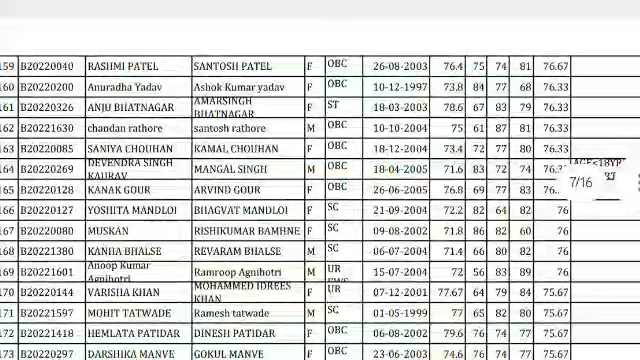 159 B20220040 RASHMI PATEL SANTOSH PATEL F OBC 26-08-2003 76.4 75 74 81 76.67
160 B20220200 Anuradha Yadav Ashok Kumar yadav F OBC 10-12-1997 73.8 84 77 68 76.33
161 B20220326 ANJU BHATNAGAR AMARSINGH BHATNAGAR F ST 18-03-2003 78.6 67 83 79 76.33
162 B20221630 chandan rathore santosh rathore M OBC 10-10-2004 75 61 87 81 76.33
163 B20220085 SANIYA CHOUHAN KAMAL CHOUHAN F OBC 18-12-2004 73.4 72 77 80 76.33
164 B20220269 DEVENDRA SINGH KAURAV MANGAL SINGH M OBC 18-04-2005 71.6 83 72 74 76.3 AGE<18YR
165 B20220128 KANAK GOUR ARVIND GOUR F OBC 26-06-2005 76.8 69 77 83 7/16
166 B20220127 YOSHITA MANDLOI BHAGVAT MANDLOI F SC 21-09-2004 72.2 82 64 82 76
167 B20220080 MUSKAN RISHIKUMAR BAMHNE F SC 09-08-2002 71.8 86 82 60 76
168 B20221380 KANHA BHALSE REVARAM BHALSE M SC 06-07-2004 71.4 66 80 82 76
169 B20221601 Anoop Kumar Agnihotri Ramroop Agnihotri M UR EWS 15-07-2004 72 56 83 89 76
170 B20220144 VARISHA KHAN MOHAMMED IDREES KHAN F UR 07-12-2001 77.67 64 79 84 75.67
171 B20221597 MOHIT TATWADE Ramesh tatwade M SC 01-05-1999 77 65 82 80 75.67
172 B20221418 HEMLATA PATIDAR DINESH PATIDAR F OBC 06-08-2002 79.6 76 74 77 75.67
173 B20220297 DARSHIKA MANVE GOKUL MANVE F OBC 23-06-2003 74.6 76 77 74 75.67